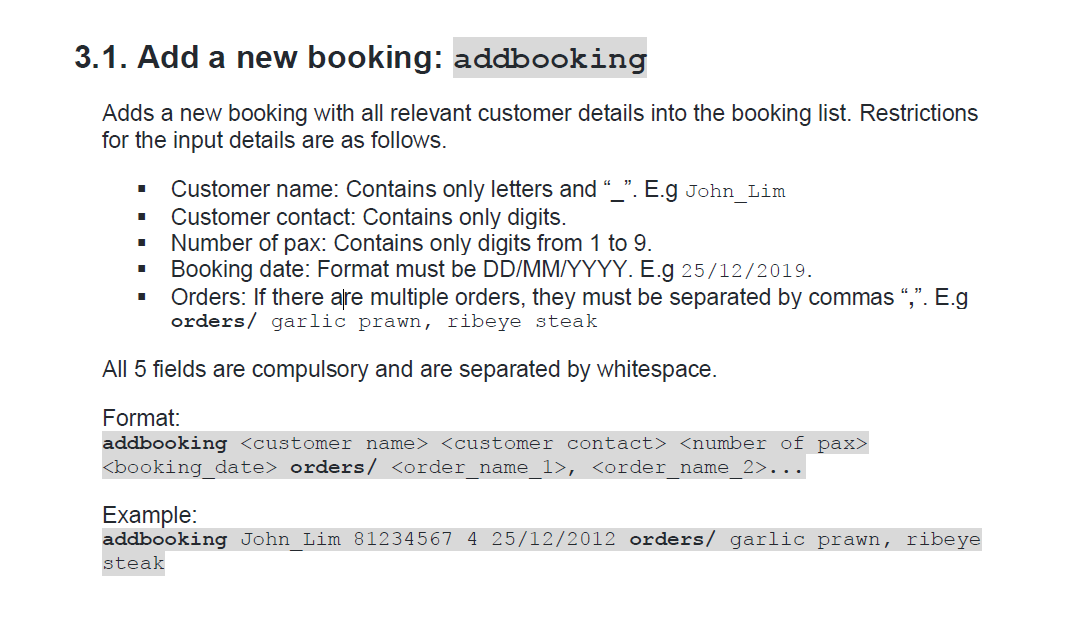 3.1. Add a new booking: addbooking
Adds a new booking with all relevant customer details into the booking list. Restrictions
for the input details are as follows.
▪ Customer name: Contains only letters and “_”. E.g John_Lim
▪ Customer contact: Contains only digits.
▪ Number of pax: Contains only digits from 1 to 9.
▪ Booking date: Format must be DD/MM/YYYY. E.g 25/12/2019.
▪ Orders: If there are multiple orders, they must be separated by commas “,”. E.g
orders/ garlic prawn, ribeye steak
All 5 fields are compulsory and are separated by whitespace.
Format:
addbooking <customer name> <customer contact> <number of pax>
<booking_date> orders/ <order_name_1>, <order_name_2>...
Example:
addbooking John_Lim 81234567 4 25/12/2012 orders/ garlic prawn, ribeye
steak